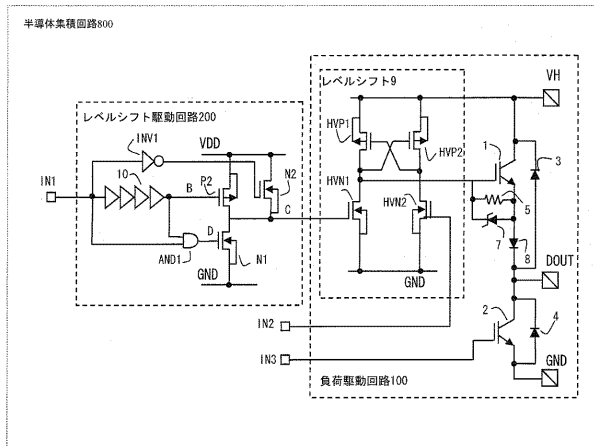 半導体集積回路800
レベルシフト駆動回路200
INV1
VDD
IN1
10
B
P2
N2
C
D
AND1
N1
GND
レベルシフト9
HVP1
HVP2
HVN1
HVN2
GND
VH
1
3
5
7
8
DOUT
2
4
GND
IN2
IN3
負荷駆動回路100